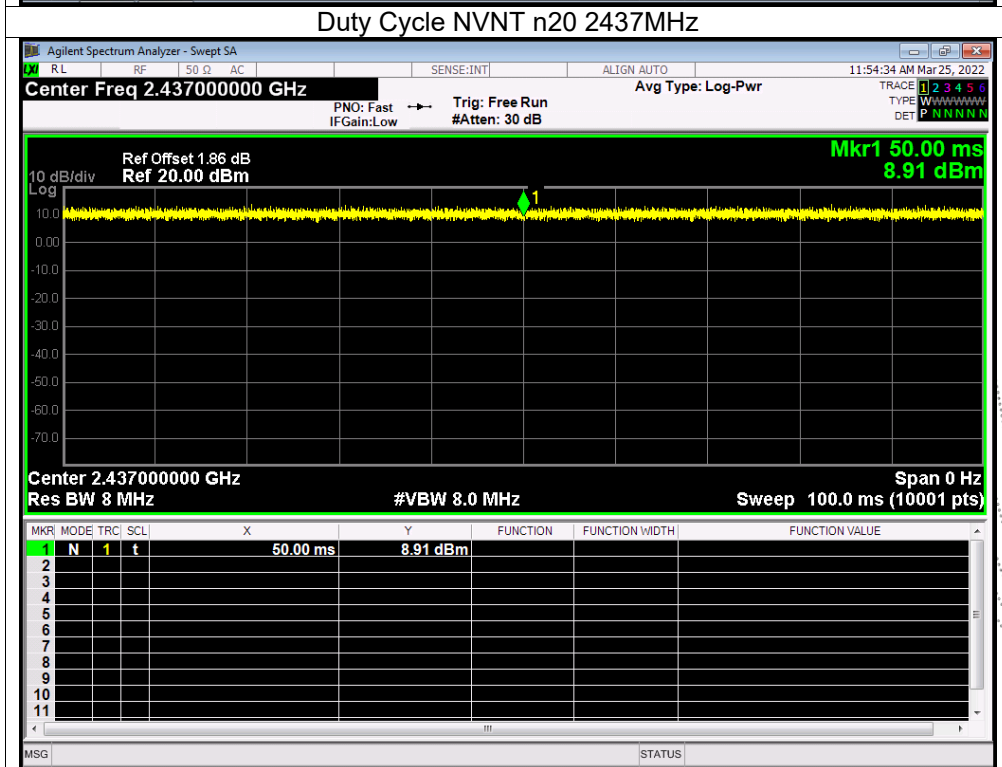 Duty Cycle NVNT n20 2437MHz
Agilent Spectrum Analyzer - Swept SA
LXI RL RF 50 Ω AC SENSE:INT ALIGN AUTO 11:54:34 AM Mar 25, 2022
Center Freq 2.437000000 GHz Avg Type: Log-Pwr TRACE 1 2 3 4 5 6
PNO: Fast Trig: Free Run TYPE WWWWWW
IFGain:Low #Atten: 30 dB DET P N N N N N
Mkr1 50.00 ms
Ref Offset 1.86 dB
10 dB/div Ref 20.00 dBm 8.91 dBm
Log
1
10.0
0.00
-10.0
-20.0
-30.0
-40.0
-50.0
-60.0
-70.0
Center 2.437000000 GHz Span 0 Hz
Res BW 8 MHz #VBW 8.0 MHz Sweep 100.0 ms (10001 pts)
MKR MODE TRC SCL X Y FUNCTION FUNCTION WIDTH FUNCTION VALUE
1 N 1 t 50.00 ms 8.91 dBm
2
3
4
5
6
7
8
9
10
11
MSG STATUS